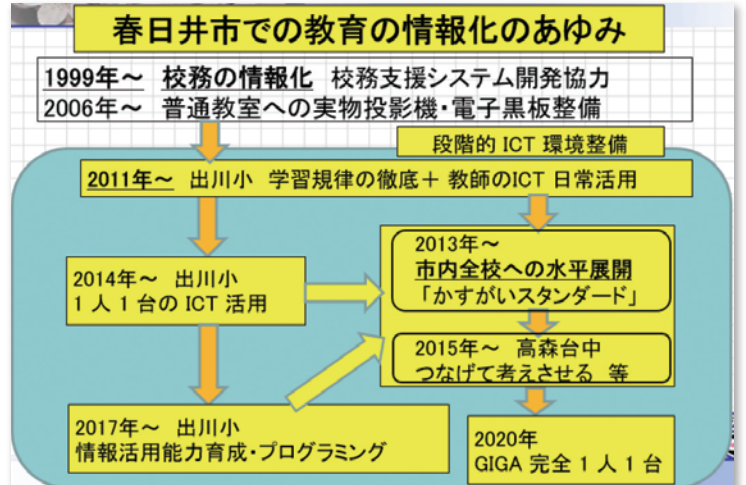 春日井市での教育の情報化のあゆみ
1999年～ 校務の情報化 校務支援システム開発協力
2006年～ 普通教室への実物投影機・電子黒板整備
段階的 ICT 環境整備
2011年～ 出川小 学習規律の徹底＋ 教師のICT 日常活用
2013年～
市内全校への水平展開
「かすがいスタンダード」
2014年～ 出川小
1 人 1 台の ICT 活用
2015年～ 高森台中
つなげて考えさせる 等
2017年～ 出川小
情報活用能力育成・プログラミング
2020年
GIGA 完全 1 人 1 台